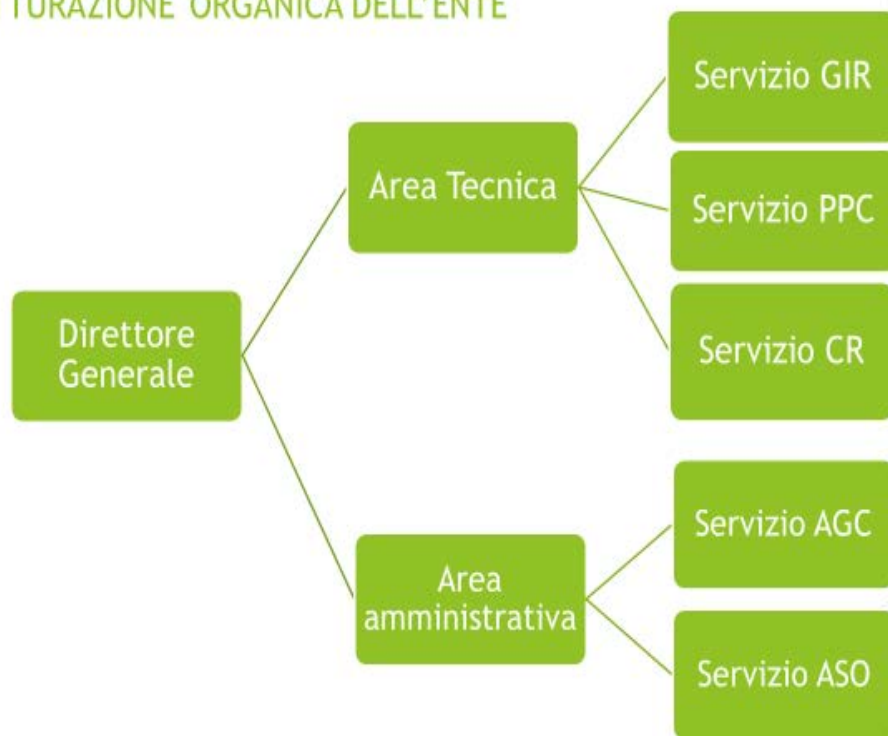 TURAZIONE ORGANICA DELL'ENTE
Direttore
Generale
Area Tecnica
Servizio GIR
Servizio PPC
Servizio CR
Area
amministrativa
Servizio AGC
Servizio ASO